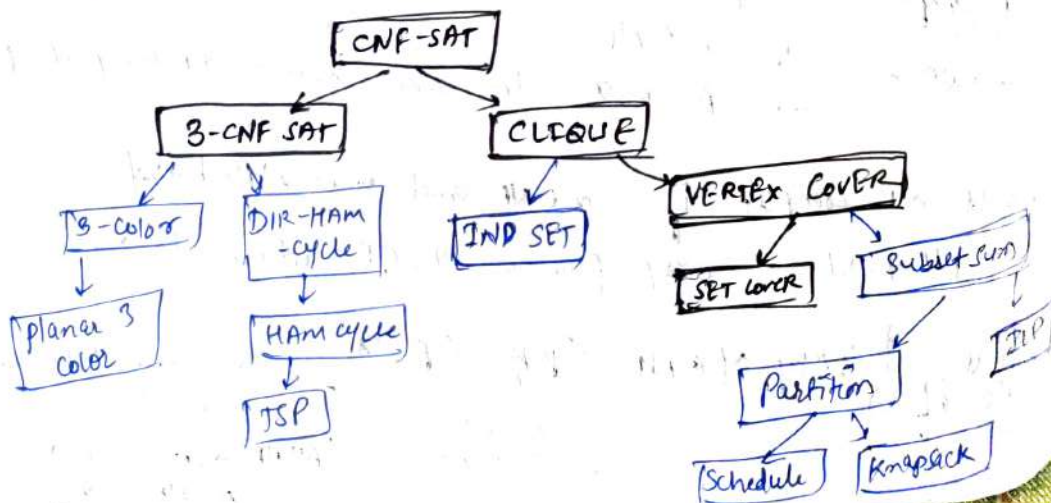 CNF-SAT
3-CNF SAT
CLIQUE
3-Color
DIR-HAM
-cycle
IND SET
VERTEX COVER
SET COVER
Subset Sum
planar 3
color
HAM cycle
ILP
Partition
TSP
Schedule
Knapsack